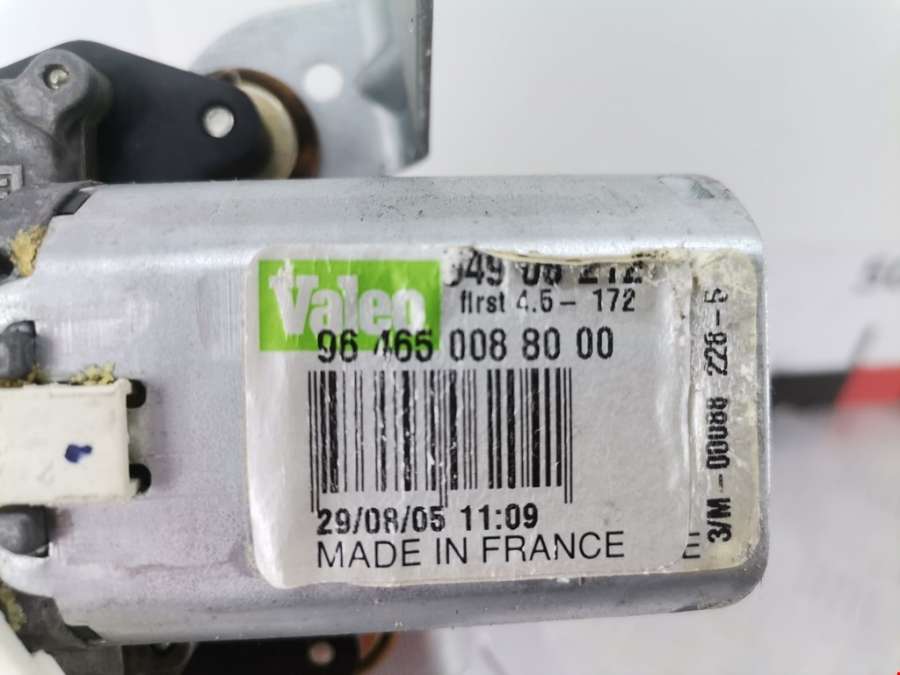 Valeo
first 4.5 - 172
96 465 008 80 00
29/08/05 11:09
MADE IN FRANCE
E
3/M-00088 228-5